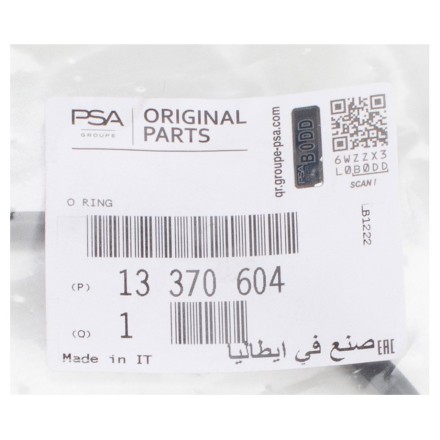 PSA
GROUPE
ORIGINAL
PARTS
qr.groupe-psa.com
PSA B0DD
6WZZX3
L0B0DD
SCAN!
O RING
LB1222
(P) 13 370 604
(Q) 1
Made in IT
صنع في ايطاليا
EAC